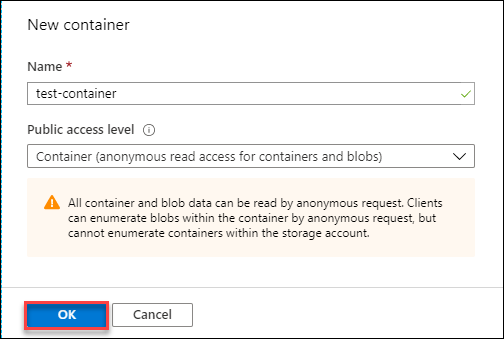 New container
Name *
test-container
Public access level
Container (anonymous read access for containers and blobs)
All container and blob data can be read by anonymous request. Clients
can enumerate blobs within the container by anonymous request, but
cannot enumerate containers within the storage account.
OK
Cancel